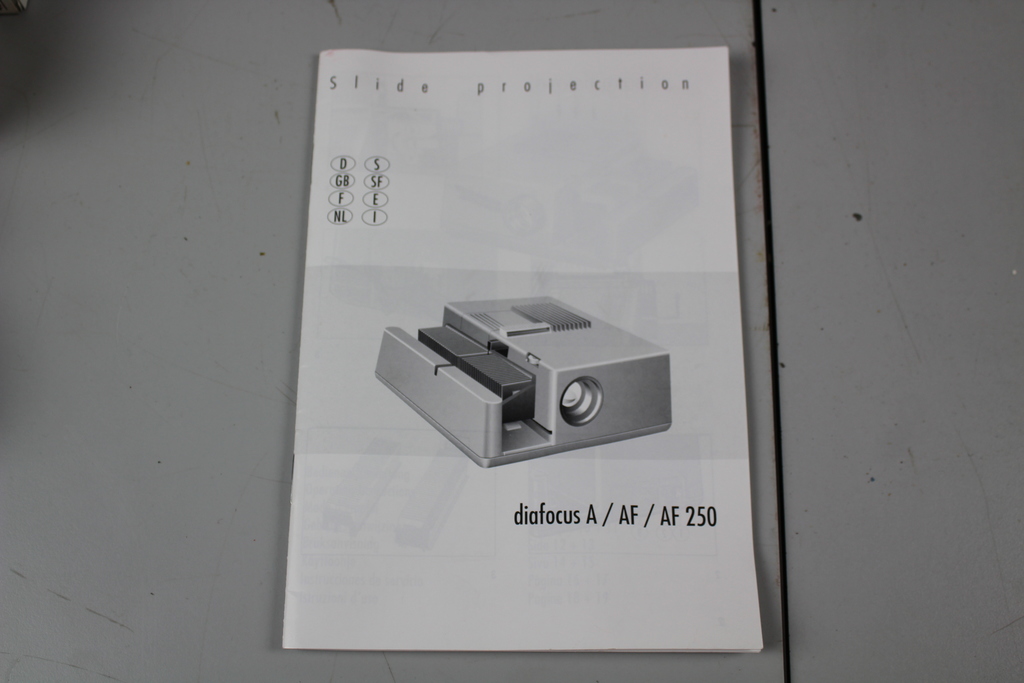 Slide projection
D S
GB SF
F E
NL I
diafocus A / AF / AF 250